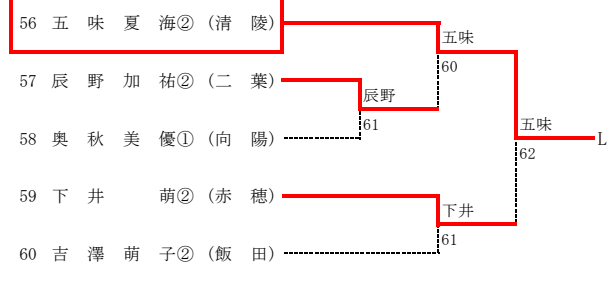 56 五 味 夏 海② (清 陵)
五味
60
57 辰 野 加 祐② (二 葉)
辰野
61
五味
L
62
58 奥 秋 美 優① (向 陽)
59 下 井 萌② (赤 穂)
下井
61
60 吉 澤 萌 子② (飯 田)